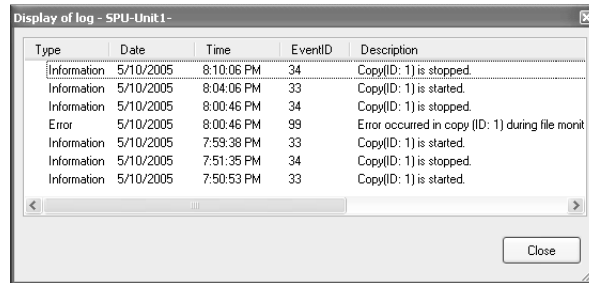 Display of log - SPU-Unit1-
Type Date Time EventID Description
Information 5/10/2005 8:10:06 PM 34 Copy(ID: 1) is stopped.
Information 5/10/2005 8:04:06 PM 33 Copy(ID: 1) is started.
Information 5/10/2005 8:00:46 PM 34 Copy(ID: 1) is stopped.
Error 5/10/2005 8:00:46 PM 99 Error occurred in copy (ID: 1) during file monit
Information 5/10/2005 7:59:38 PM 33 Copy(ID: 1) is started.
Information 5/10/2005 7:51:35 PM 34 Copy(ID: 1) is stopped.
Information 5/10/2005 7:50:53 PM 33 Copy(ID: 1) is started.
Close